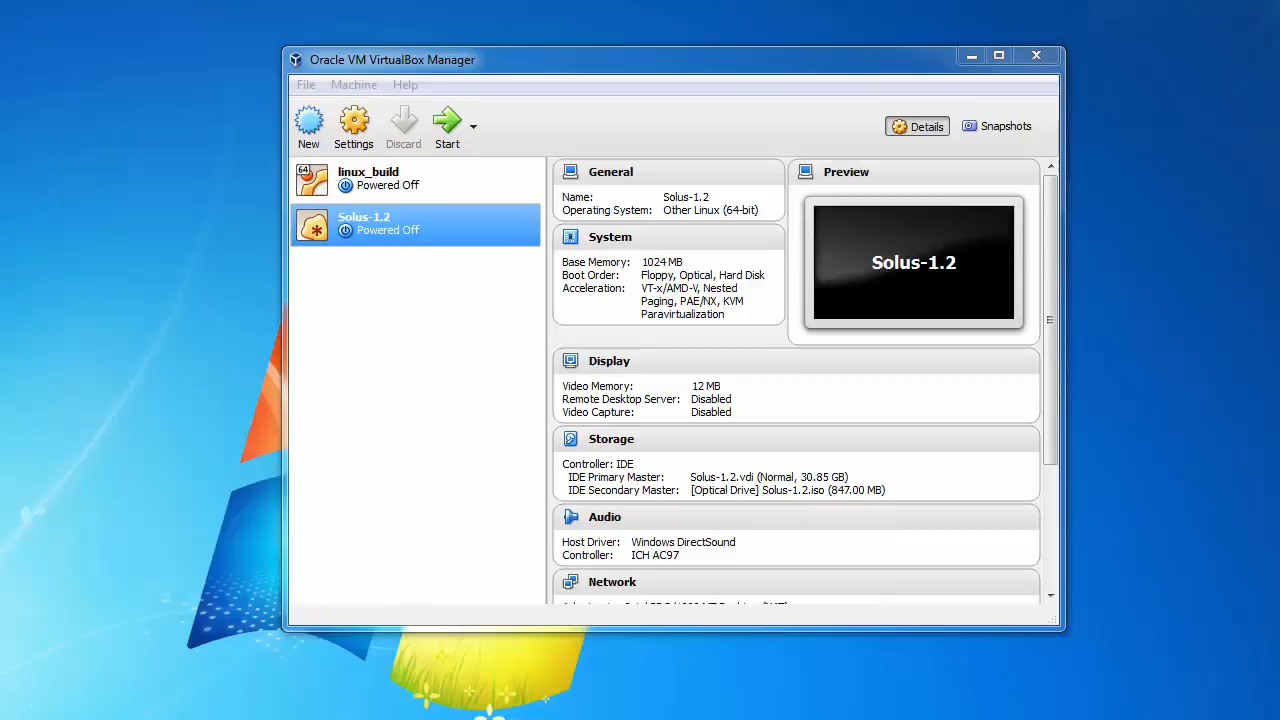 Oracle VM VirtualBox Manager
File Machine Help
New Settings Discard Start Details Snapshots
64 linux_build
Powered Off
Solus-1.2
Powered Off
General
Name: Solus-1.2
Operating System: Other Linux (64-bit)
System
Base Memory: 1024 MB
Boot Order: Floppy, Optical, Hard Disk
Acceleration: VT-x/AMD-V, Nested
Paging, PAE/NX, KVM
Paravirtualization
Preview
Solus-1.2
Display
Video Memory: 12 MB
Remote Desktop Server: Disabled
Video Capture: Disabled
Storage
Controller: IDE
IDE Primary Master: Solus-1.2.vdi (Normal, 30.85 GB)
IDE Secondary Master: [Optical Drive] Solus-1.2.iso (847.00 MB)
Audio
Host Driver: Windows DirectSound
Controller: ICH AC97
Network